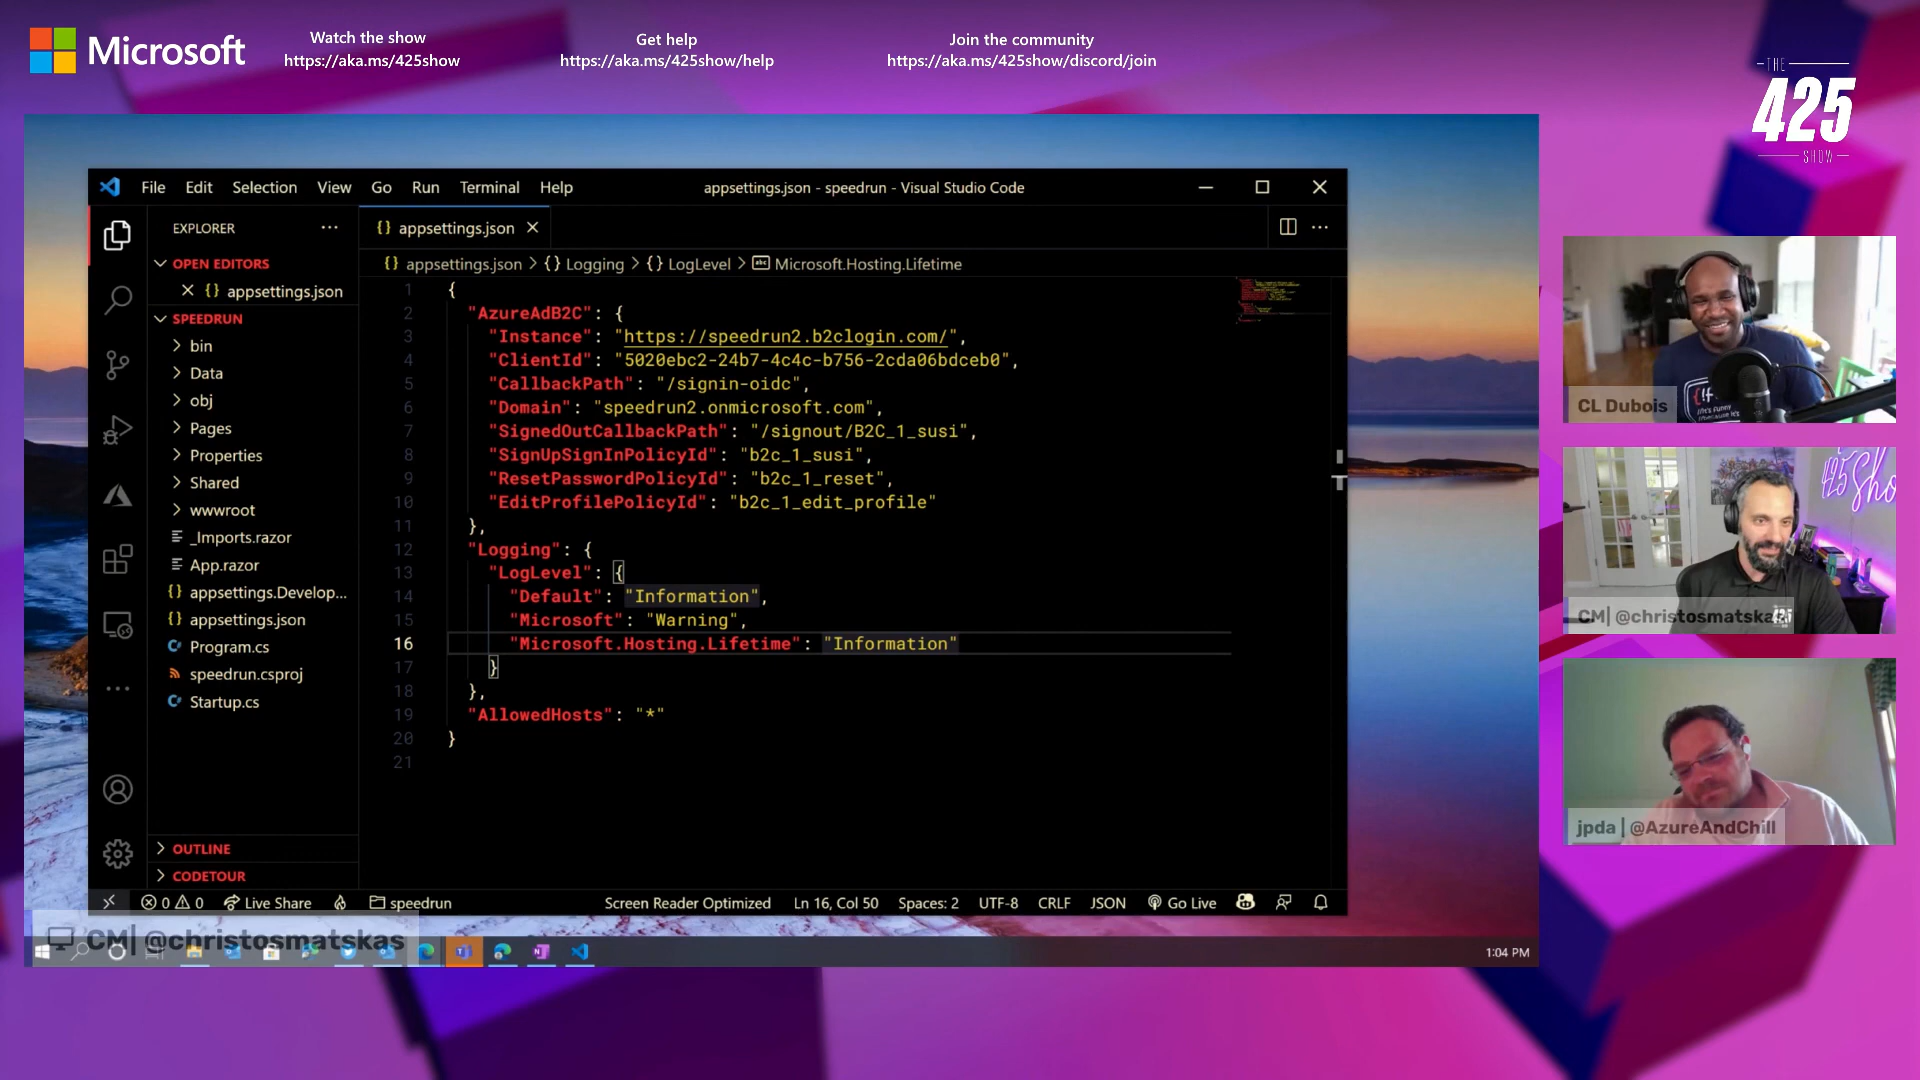 Microsoft
Watch the show
https://aka.ms/425show
Get help
https://aka.ms/425show/help
Join the community
https://aka.ms/425show/discord/join
THE
425
SHOW
File Edit Selection View Go Run Terminal Help
appsettings.json - speedrun - Visual Studio Code
EXPLORER
OPEN EDITORS
appsettings.json
SPEEDRUN
bin
Data
obj
Pages
Properties
Shared
wwwroot
_Imports.razor
App.razor
appsettings.Develop...
appsettings.json
Program.cs
speedrun.csproj
Startup.cs
OUTLINE
CODETOUR
{} appsettings.json
{} appsettings.json > {} Logging > {} LogLevel > Microsoft.Hosting.Lifetime
1 {
2 "AzureAdB2C": {
3 "Instance": "https://speedrun2.b2clogin.com/",
4 "ClientId": "5020ebc2-24b7-4c4c-b756-2cda06bdceb0",
5 "CallbackPath": "/signin-oidc",
6 "Domain": "speedrun2.onmicrosoft.com",
7 "SignedOutCallbackPath": "/signout/B2C_1_susi",
8 "SignUpSignInPolicyId": "b2c_1_susi",
9 "ResetPasswordPolicyId": "b2c_1_reset",
10 "EditProfilePolicyId": "b2c_1_edit_profile"
11 },
12 "Logging": {
13 "LogLevel": {
14 "Default": "Information",
15 "Microsoft": "Warning",
16 "Microsoft.Hosting.Lifetime": "Information"
17 }
18 },
19 "AllowedHosts": "*"
20 }
21
0 0 Live Share speedrun
Screen Reader Optimized Ln 16, Col 50 Spaces: 2 UTF-8 CRLF JSON Go Live
CM| @christosmatskas
1:04 PM
CL Dubois
425 Sho
CM| @christosmatska
425
jpda | @AzureAndChill